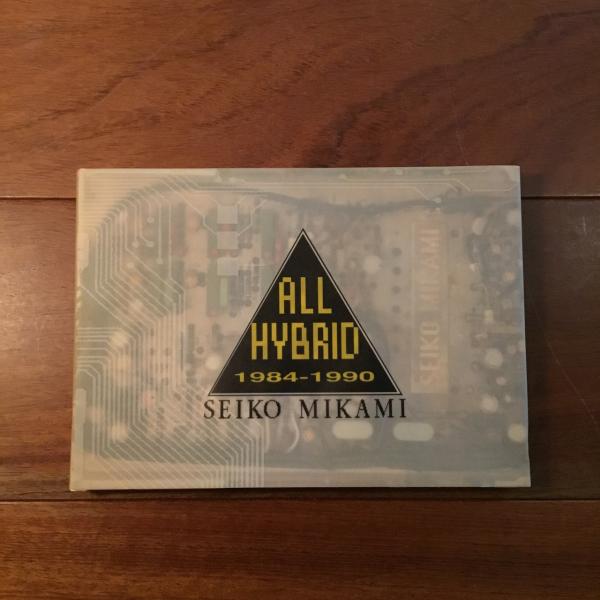 ALL
HYBRID
1984-1990
SEIKO MIKAMI
SEIKO MIKAMI